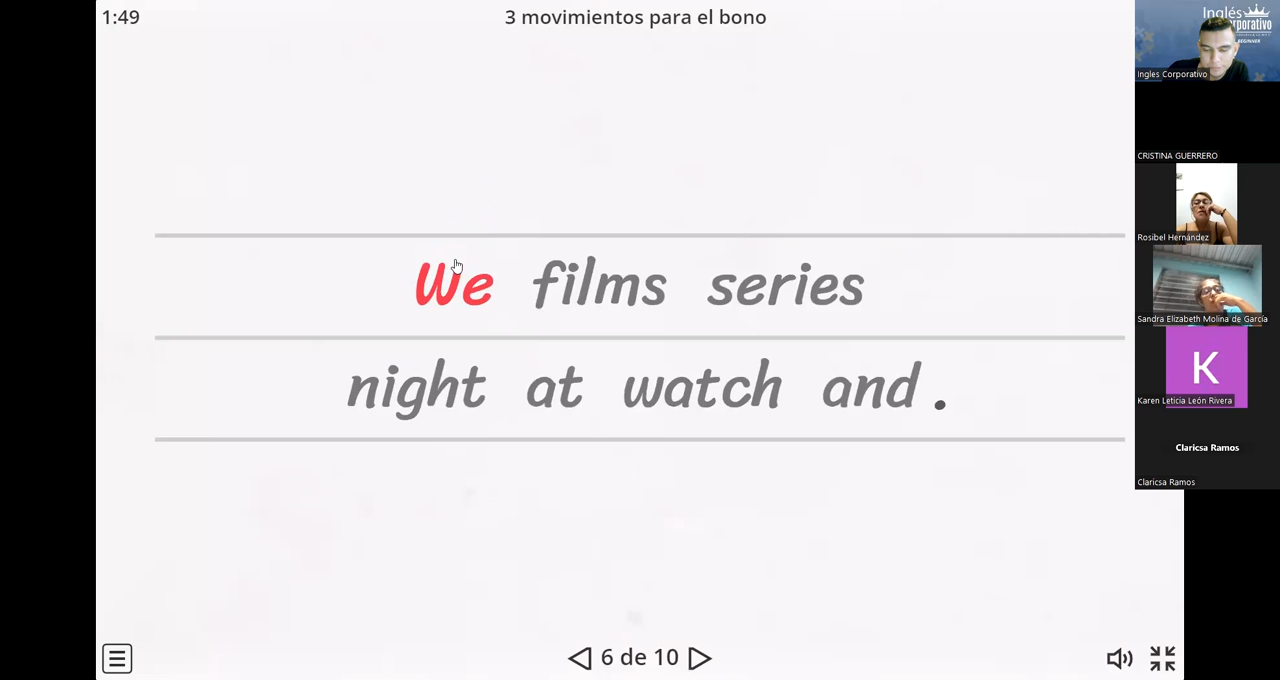 1:49
3 movimientos para el bono
We films series
night at watch and .
6 de 10
Inglés
Corporativo
BEGINNER
Ingles Corporativo
CRISTINA GUERRERO
Rosibel Hernández
Sandra Elizabeth Molina de García
K
Karen Leticia León Rivera
Claricsa Ramos
Claricsa Ramos